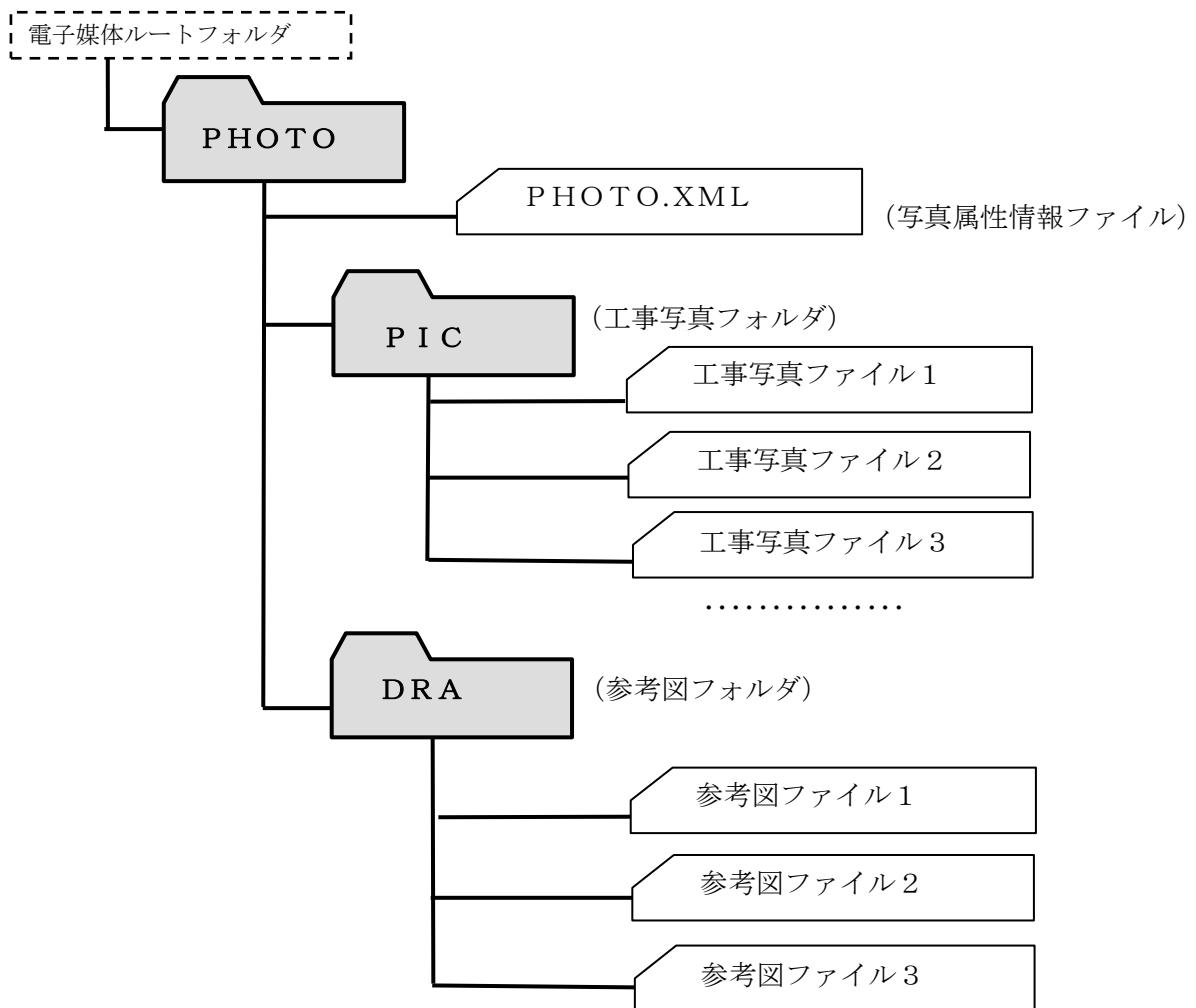 電子媒体ルートフォルダ
ＰＨＯＴＯ
ＰＨＯＴＯ.ＸＭＬ
（写真属性情報ファイル）
ＰＩＣ
（工事写真フォルダ）
工事写真ファイル１
工事写真ファイル２
工事写真ファイル３
・・・・・・・・・・・・・・・
ＤＲＡ
（参考図フォルダ）
参考図ファイル１
参考図ファイル２
参考図ファイル３